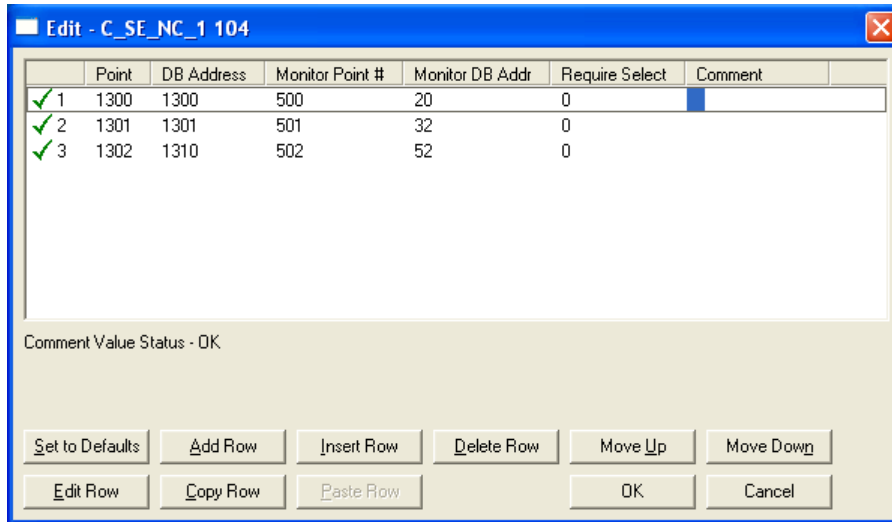 Edit - C_SE_NC_1 104
Point DB Address Monitor Point # Monitor DB Addr Require Select Comment
1 1300 1300 500 20 0
2 1301 1301 501 32 0
3 1302 1310 502 52 0
Comment Value Status - OK
Set to Defaults Add Row Insert Row Delete Row Move Up Move Down
Edit Row Copy Row Paste Row OK Cancel